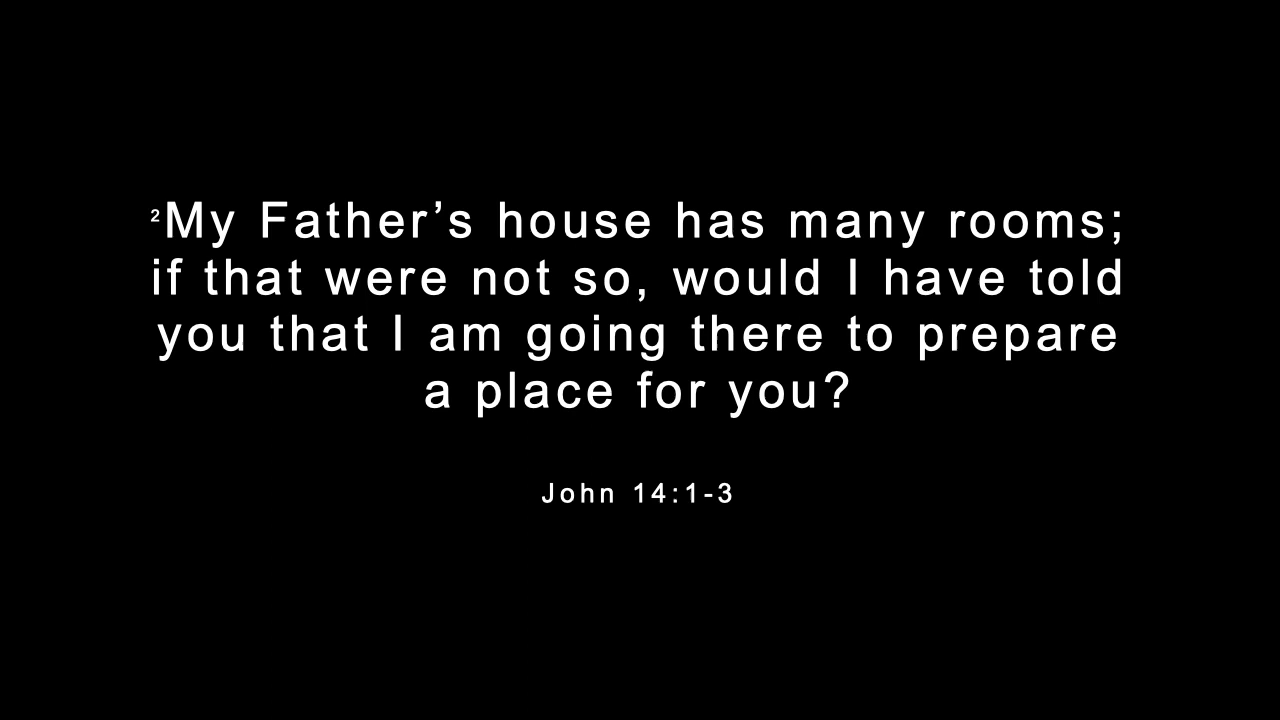 ²My Father’s house has many rooms;
if that were not so, would I have told
you that I am going there to prepare
a place for you?
John 14:1-3